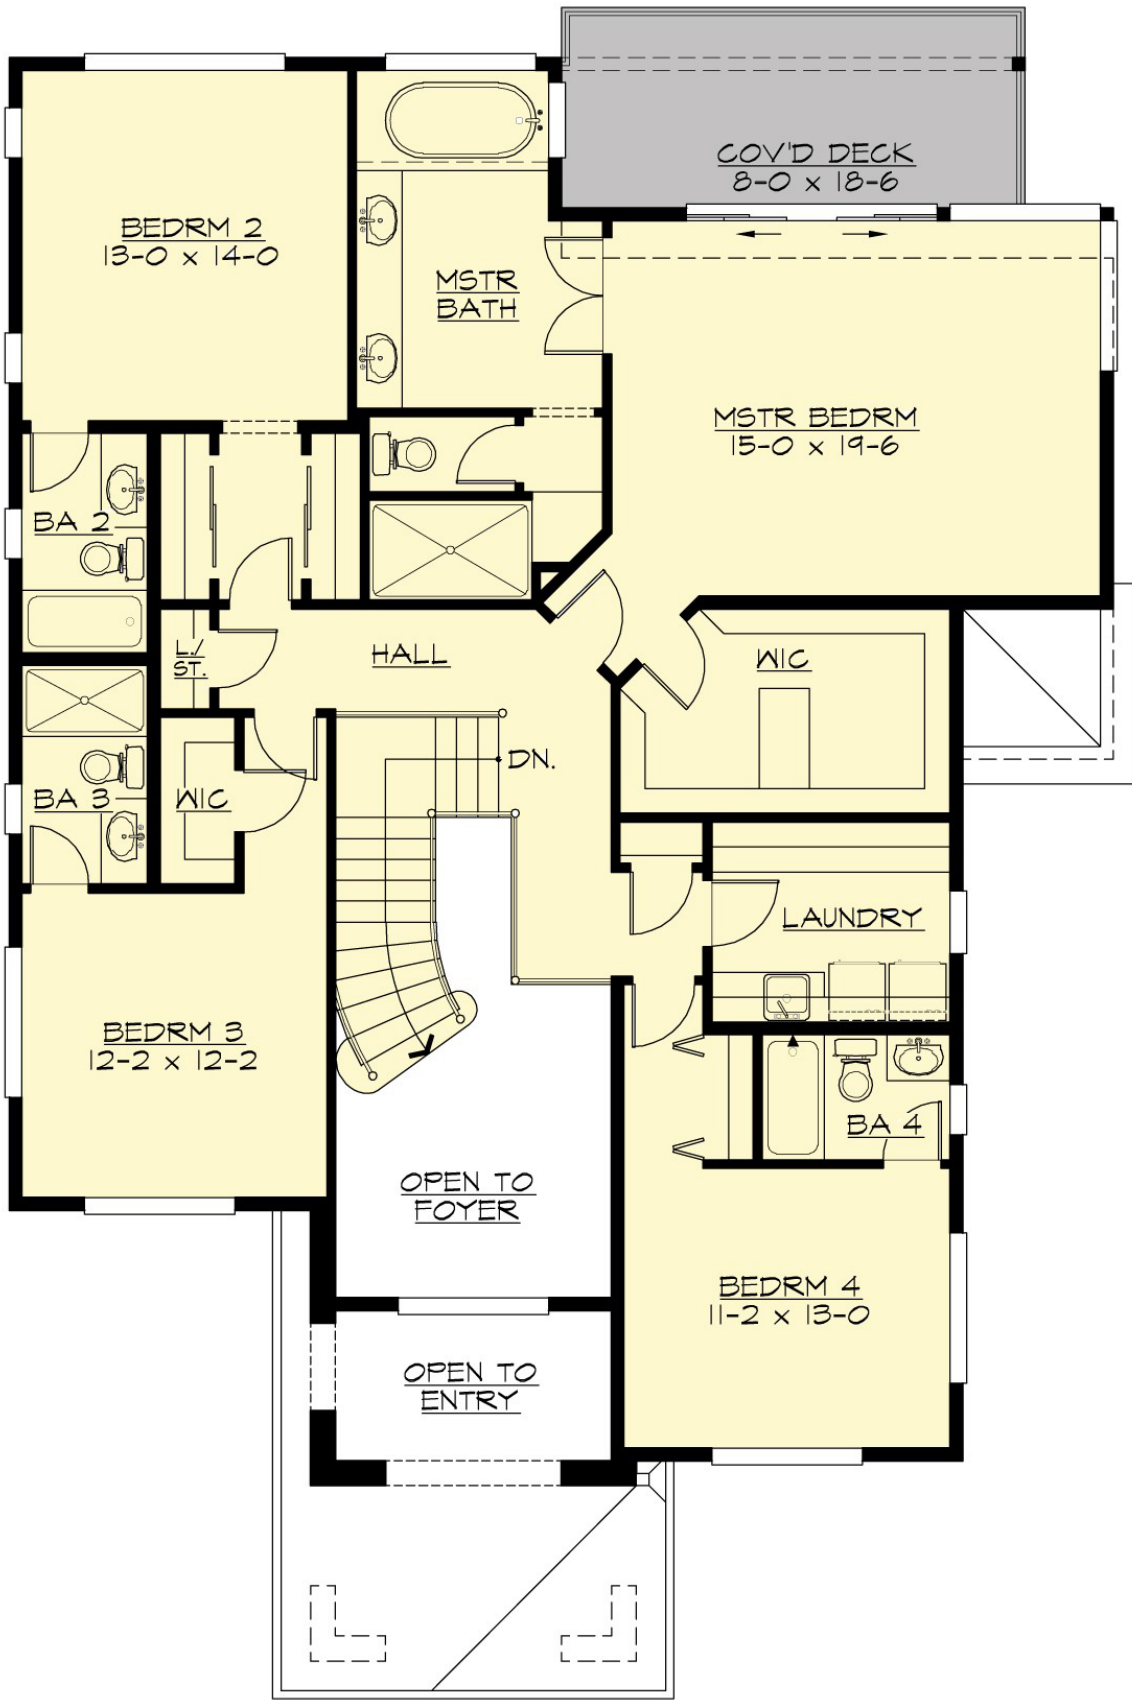 COV'D DECK
8-0 x 18-6
BEDRM 2
13-0 x 14-0
MSTR
BATH
MSTR BEDRM
15-0 x 19-6
BA 2
L./
ST.
HALL
WIC
DN.
BA 3
WIC
LAUNDRY
BEDRM 3
12-2 x 12-2
BA 4
OPEN TO
FOYER
BEDRM 4
11-2 x 13-0
OPEN TO
ENTRY